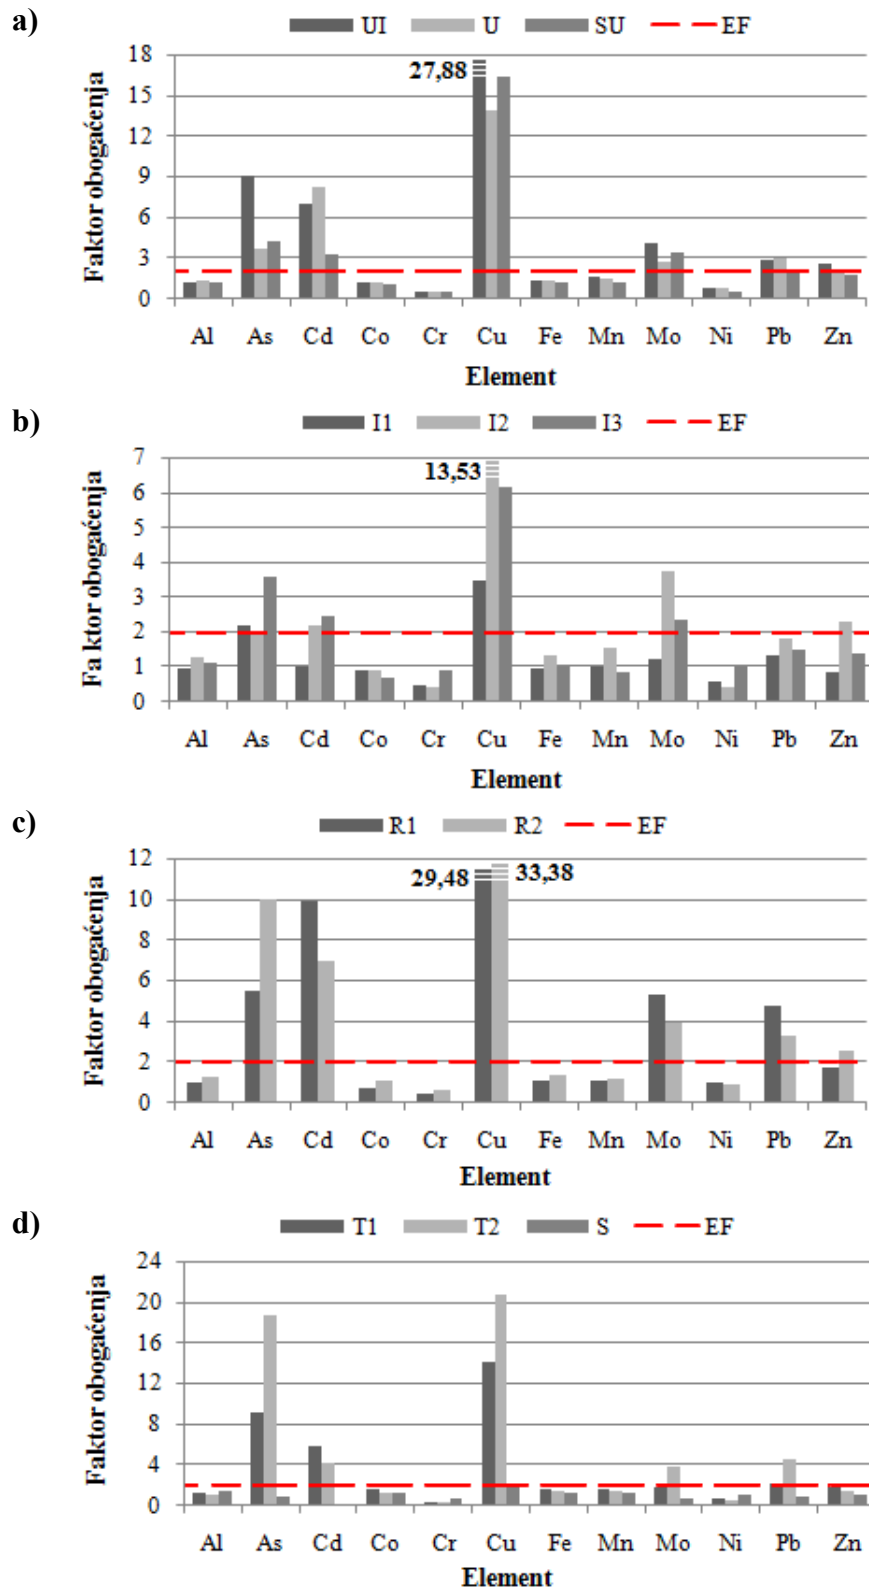 a)
UI U SU EF
Faktor obogaćenja
18
15
12
9
6
3
0
27,88
Al As Cd Co Cr Cu Fe Mn Mo Ni Pb Zn
Element
b)
I1 I2 I3 EF
Fa ktor obogaćenja
7
6
5
4
3
2
1
0
13,53
Al As Cd Co Cr Cu Fe Mn Mo Ni Pb Zn
Element
c)
R1 R2 EF
Faktor obogaćenja
12
10
8
6
4
2
0
29,48 33,38
Al As Cd Co Cr Cu Fe Mn Mo Ni Pb Zn
Element
d)
T1 T2 S EF
Faktor obogaćenja
24
20
16
12
8
4
0
Al As Cd Co Cr Cu Fe Mn Mo Ni Pb Zn
Element